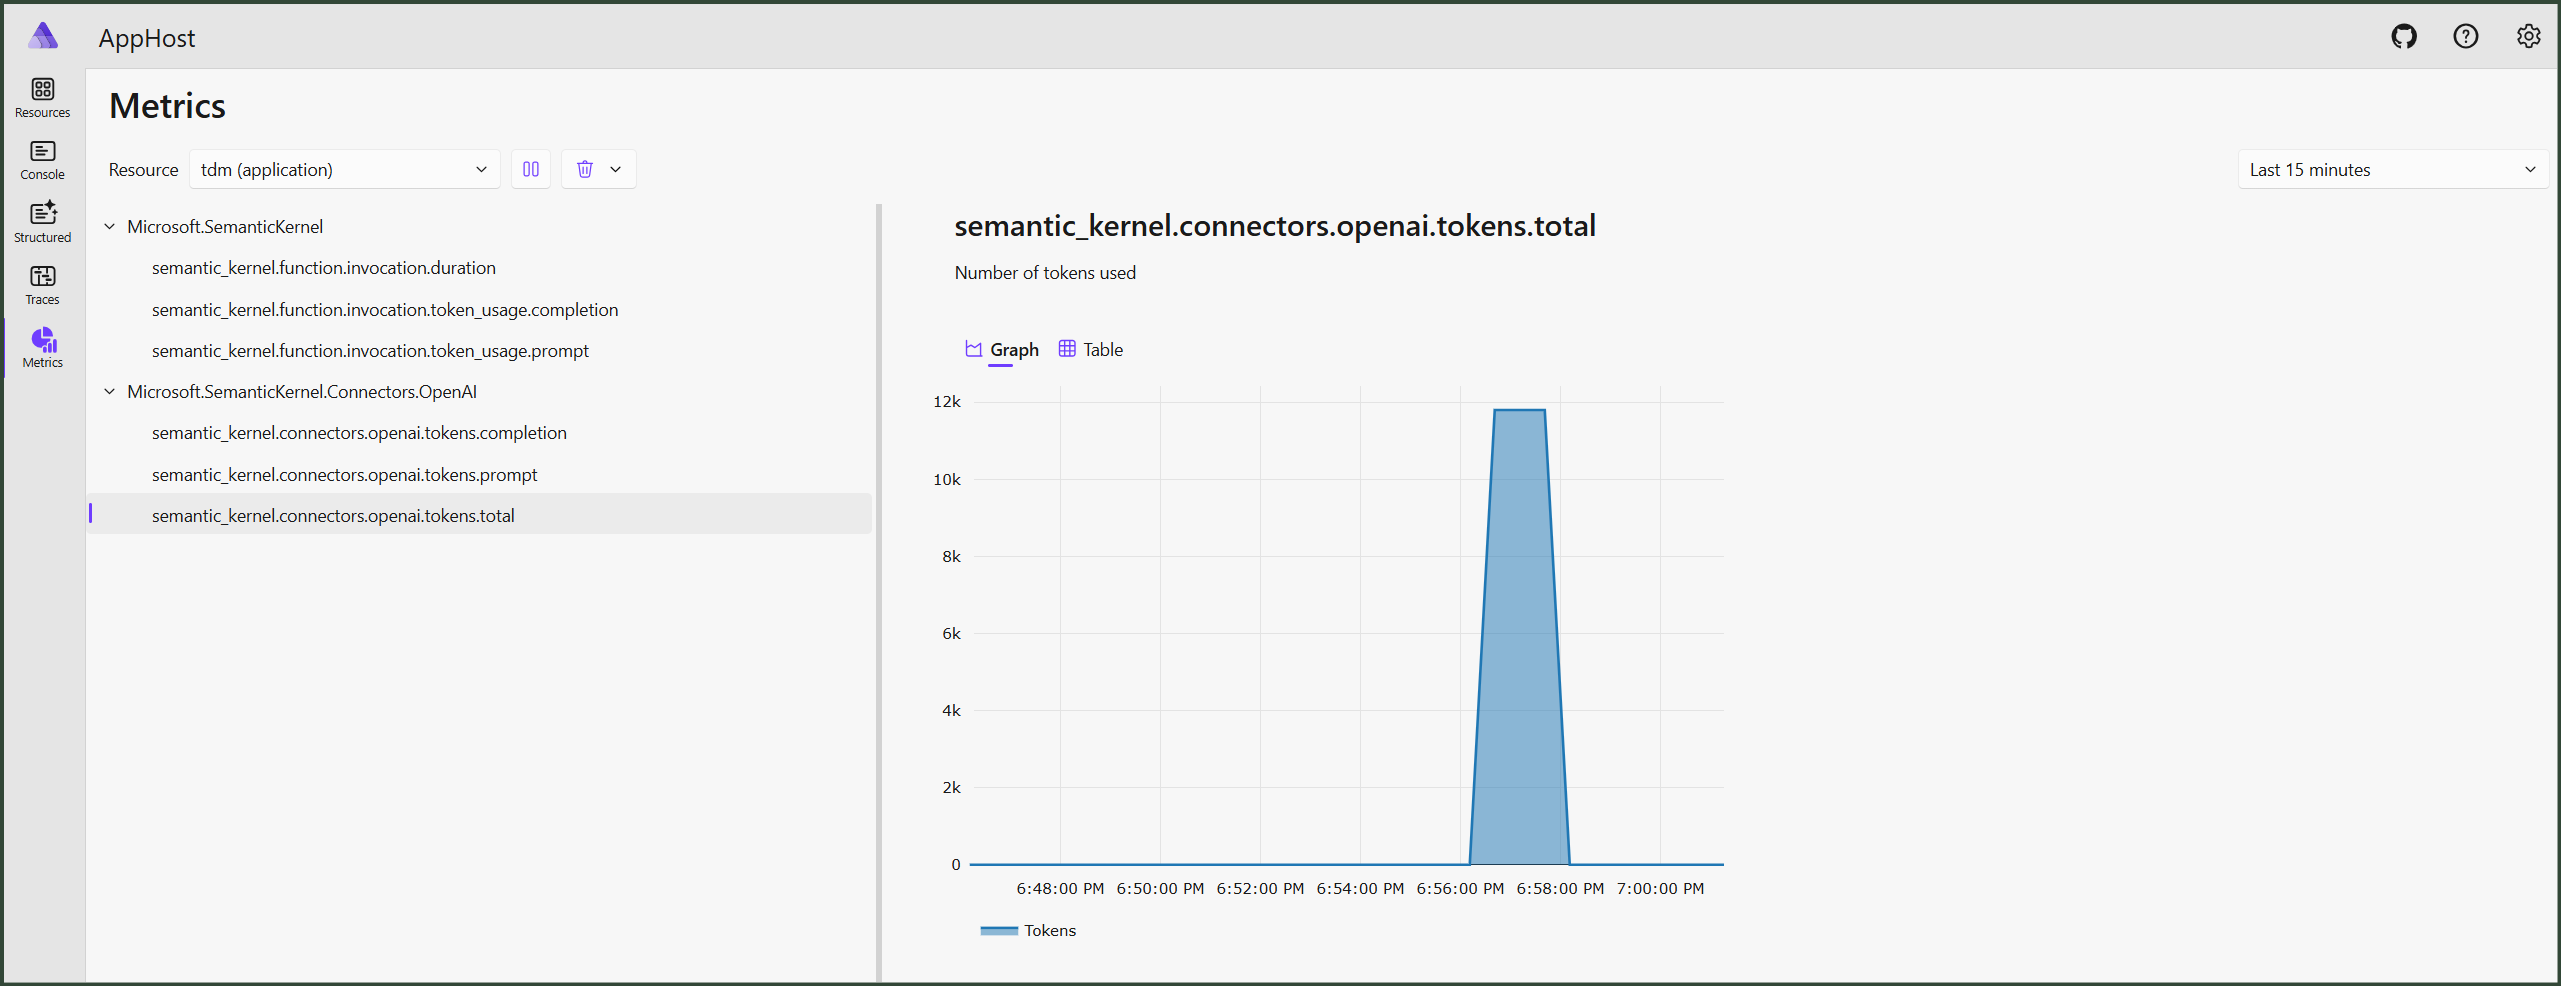 AppHost
Resources
Console
Structured
Traces
Metrics
Metrics
Resource tdm (application)
Last 15 minutes
Microsoft.SemanticKernel
semantic_kernel.function.invocation.duration
semantic_kernel.function.invocation.token_usage.completion
semantic_kernel.function.invocation.token_usage.prompt
Microsoft.SemanticKernel.Connectors.OpenAI
semantic_kernel.connectors.openai.tokens.completion
semantic_kernel.connectors.openai.tokens.prompt
semantic_kernel.connectors.openai.tokens.total
semantic_kernel.connectors.openai.tokens.total
Number of tokens used
Graph Table
12k
10k
8k
6k
4k
2k
0
6:48:00 PM 6:50:00 PM 6:52:00 PM 6:54:00 PM 6:56:00 PM 6:58:00 PM 7:00:00 PM
Tokens